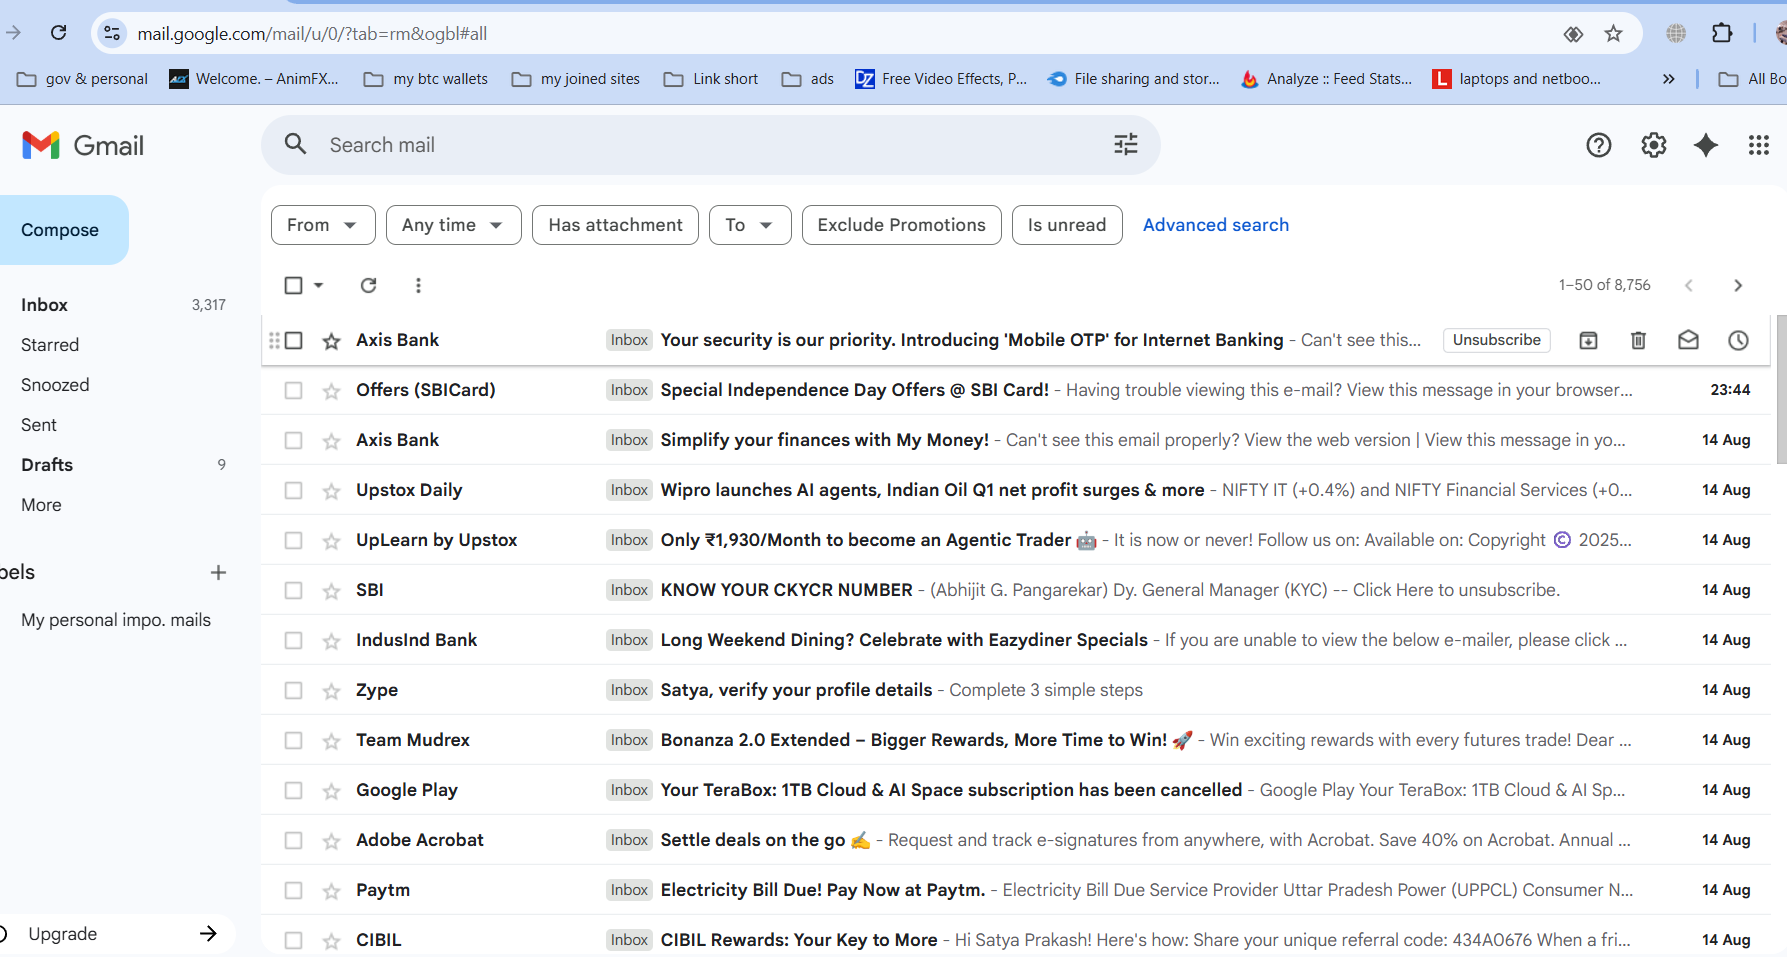 mail.google.com/mail/u/0/?tab=rm&ogbl#all
gov & personal Welcome. – AnimFX... my btc wallets my joined sites Link short ads DZ Free Video Effects, P... File sharing and stor... Analyze :: Feed Stats... L laptops and netboo... » All Bo
Gmail Search mail
Compose
From Any time Has attachment To Exclude Promotions Is unread Advanced search
1–50 of 8,756
Inbox 3,317
Starred
Snoozed
Sent
Drafts 9
More
bels +
My personal impo. mails
Upgrade
Axis Bank Inbox Your security is our priority. Introducing 'Mobile OTP' for Internet Banking - Can't see this... Unsubscribe
Offers (SBICard) Inbox Special Independence Day Offers @ SBI Card! - Having trouble viewing this e-mail? View this message in your browser... 23:44
Axis Bank Inbox Simplify your finances with My Money! - Can't see this email properly? View the web version | View this message in yo... 14 Aug
Upstox Daily Inbox Wipro launches AI agents, Indian Oil Q1 net profit surges & more - NIFTY IT (+0.4%) and NIFTY Financial Services (+0... 14 Aug
UpLearn by Upstox Inbox Only ₹1,930/Month to become an Agentic Trader 🤖 - It is now or never! Follow us on: Available on: Copyright © 2025... 14 Aug
SBI Inbox KNOW YOUR CKYCR NUMBER - (Abhijit G. Pangarekar) Dy. General Manager (KYC) -- Click Here to unsubscribe. 14 Aug
IndusInd Bank Inbox Long Weekend Dining? Celebrate with Eazydiner Specials - If you are unable to view the below e-mailer, please click ... 14 Aug
Zype Inbox Satya, verify your profile details - Complete 3 simple steps 14 Aug
Team Mudrex Inbox Bonanza 2.0 Extended – Bigger Rewards, More Time to Win! 🚀 - Win exciting rewards with every futures trade! Dear ... 14 Aug
Google Play Inbox Your TeraBox: 1TB Cloud & AI Space subscription has been cancelled - Google Play Your TeraBox: 1TB Cloud & AI Sp... 14 Aug
Adobe Acrobat Inbox Settle deals on the go ✍️ - Request and track e-signatures from anywhere, with Acrobat. Save 40% on Acrobat. Annual ... 14 Aug
Paytm Inbox Electricity Bill Due! Pay Now at Paytm. - Electricity Bill Due Service Provider Uttar Pradesh Power (UPPCL) Consumer N... 14 Aug
CIBIL Inbox CIBIL Rewards: Your Key to More - Hi Satya Prakash! Here's how: Share your unique referral code: 434A0676 When a fri... 14 Aug